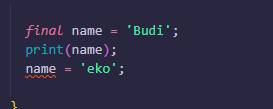 final name = 'Budi';
print(name);
name = 'eko';
}